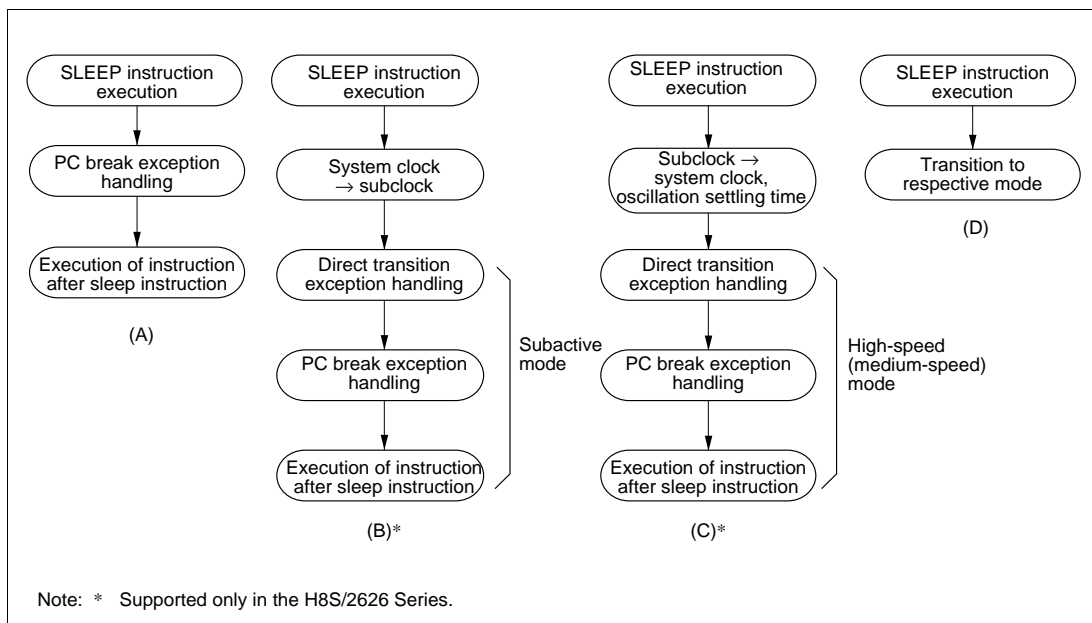 SLEEP instruction
execution
PC break exception
handling
Execution of instruction
after sleep instruction
(A)
SLEEP instruction
execution
System clock
→ subclock
Direct transition
exception handling
PC break exception
handling
Execution of instruction
after sleep instruction
Subactive
mode
(B)*
SLEEP instruction
execution
Subclock →
system clock,
oscillation settling time
Direct transition
exception handling
PC break exception
handling
Execution of instruction
after sleep instruction
High-speed
(medium-speed)
mode
(C)*
SLEEP instruction
execution
Transition to
respective mode
(D)
Note: * Supported only in the H8S/2626 Series.